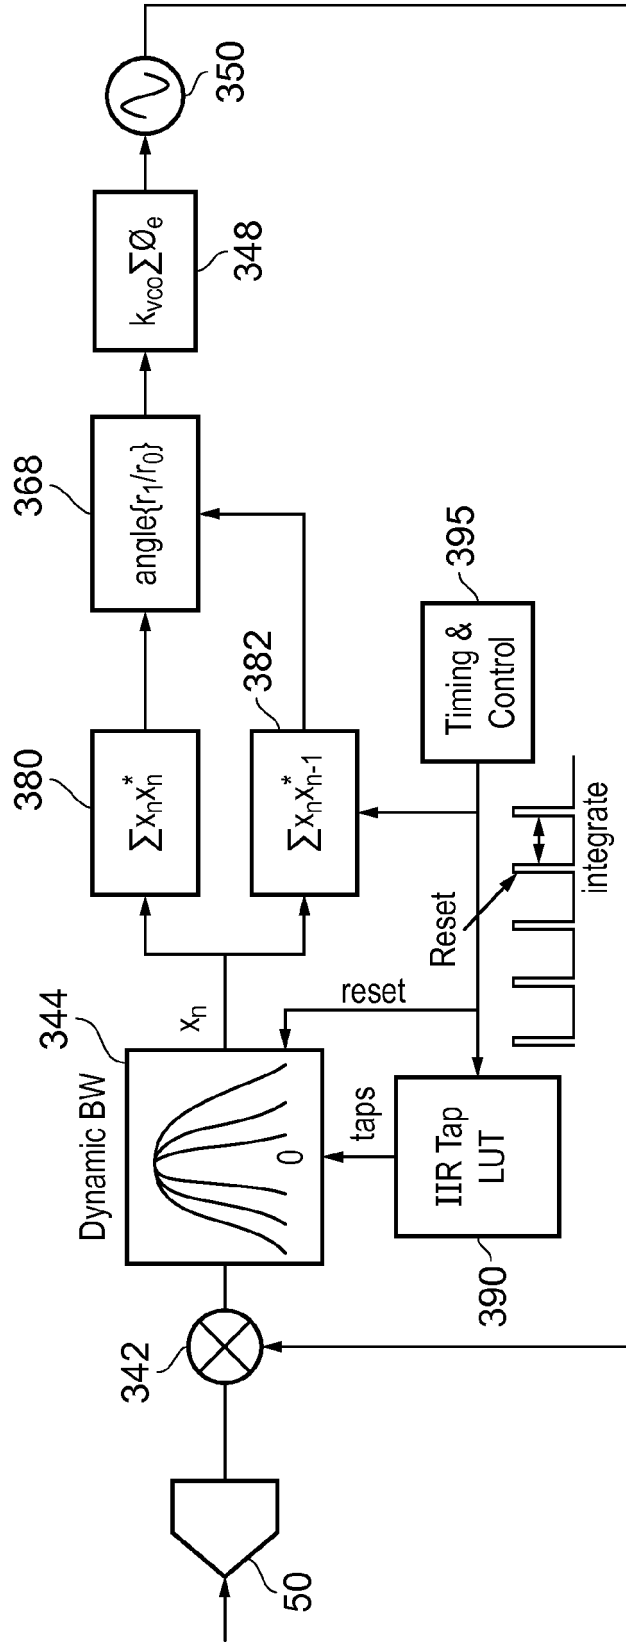 50
342
Dynamic BW
344
0
x_n
380
∑x_n x_n^*
382
∑x_n x_{n-1}^*
368
angle{r_1/r_0}
k_vco∑Ø_e
348
350
taps
reset
IIR Tap
LUT
390
395
Timing &
Control
Reset
integrate